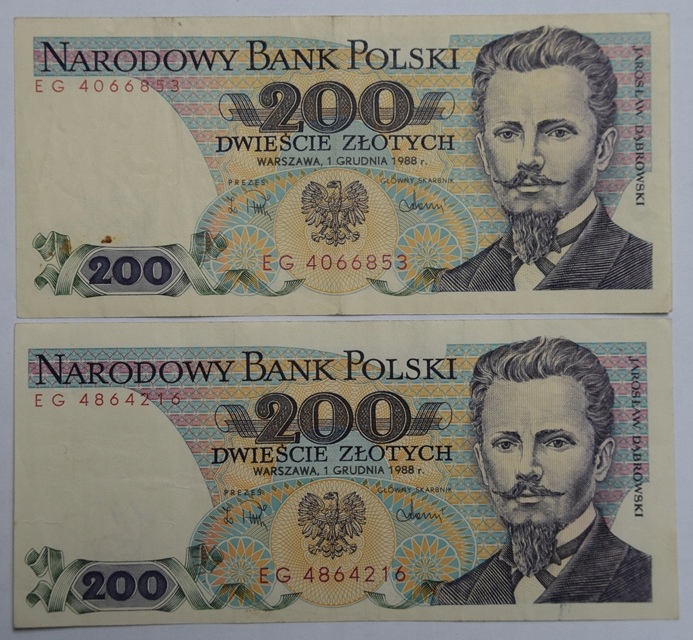 NARODOWY BANK POLSKI
EG 4066853
200
DWIEŚCIE ZŁOTYCH
WARSZAWA, 1 GRUDNIA 1988 r.
PREZES GŁÓWNY SKARBNIK
EG 4066853
200
JAROSŁAW DĄBROWSKI
NARODOWY BANK POLSKI
EG 4864216
200
DWIEŚCIE ZŁOTYCH
WARSZAWA, 1 GRUDNIA 1988 r.
PREZES GŁÓWNY SKARBNIK
EG 4864216
200
JAROSŁAW DĄBROWSKI